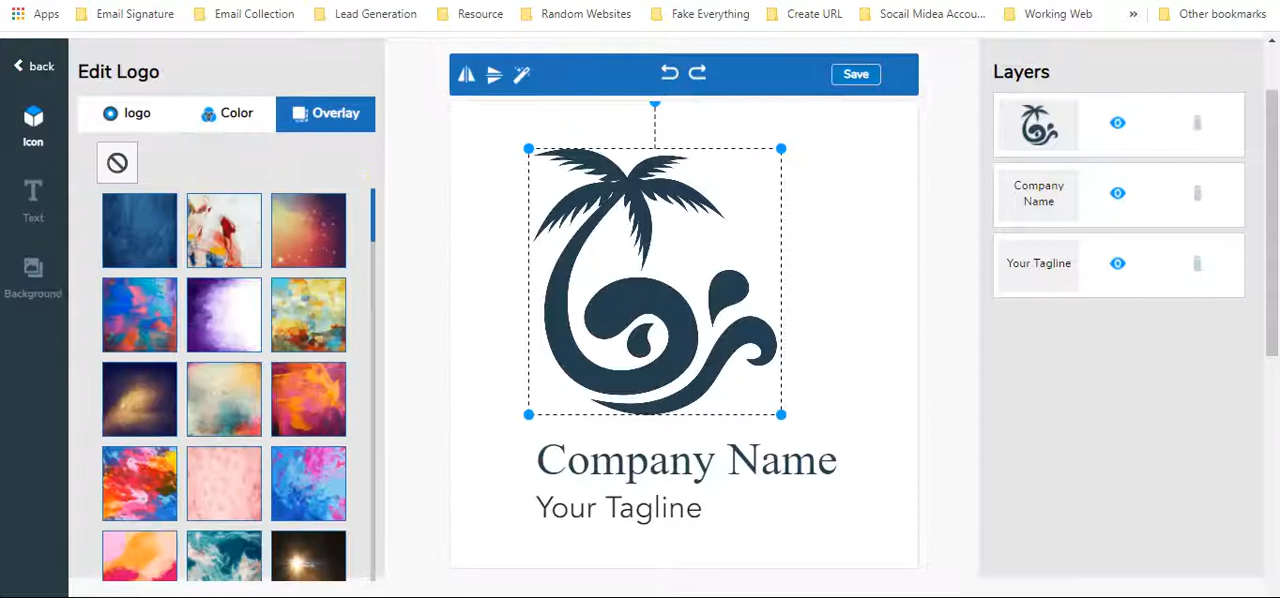 Apps Email Signature Email Collection Lead Generation Resource Random Websites Fake Everything Create URL Socail Midea Accou... Working Web » Other bookmarks
back
Edit Logo
Layers
Save
logo Color Overlay
Icon
Text
Background
Company
Name
Your Tagline
Company Name
Your Tagline